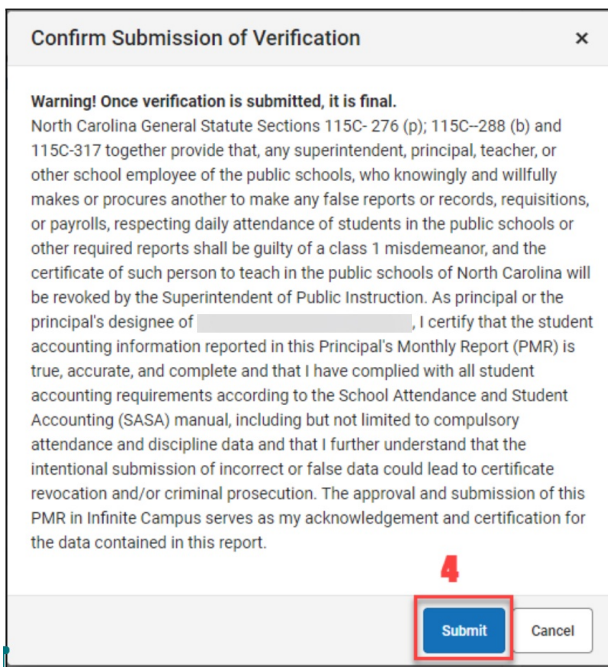 Confirm Submission of Verification ×
Warning! Once verification is submitted, it is final.
North Carolina General Statute Sections 115C- 276 (p); 115C--288 (b) and
115C-317 together provide that, any superintendent, principal, teacher, or
other school employee of the public schools, who knowingly and willfully
makes or procures another to make any false reports or records, requisitions,
or payrolls, respecting daily attendance of students in the public schools or
other required reports shall be guilty of a class 1 misdemeanor, and the
certificate of such person to teach in the public schools of North Carolina will
be revoked by the Superintendent of Public Instruction. As principal or the
principal's designee of , I certify that the student
accounting information reported in this Principal's Monthly Report (PMR) is
true, accurate, and complete and that I have complied with all student
accounting requirements according to the School Attendance and Student
Accounting (SASA) manual, including but not limited to compulsory
attendance and discipline data and that I further understand that the
intentional submission of incorrect or false data could lead to certificate
revocation and/or criminal prosecution. The approval and submission of this
PMR in Infinite Campus serves as my acknowledgement and certification for
the data contained in this report.
4
Submit Cancel